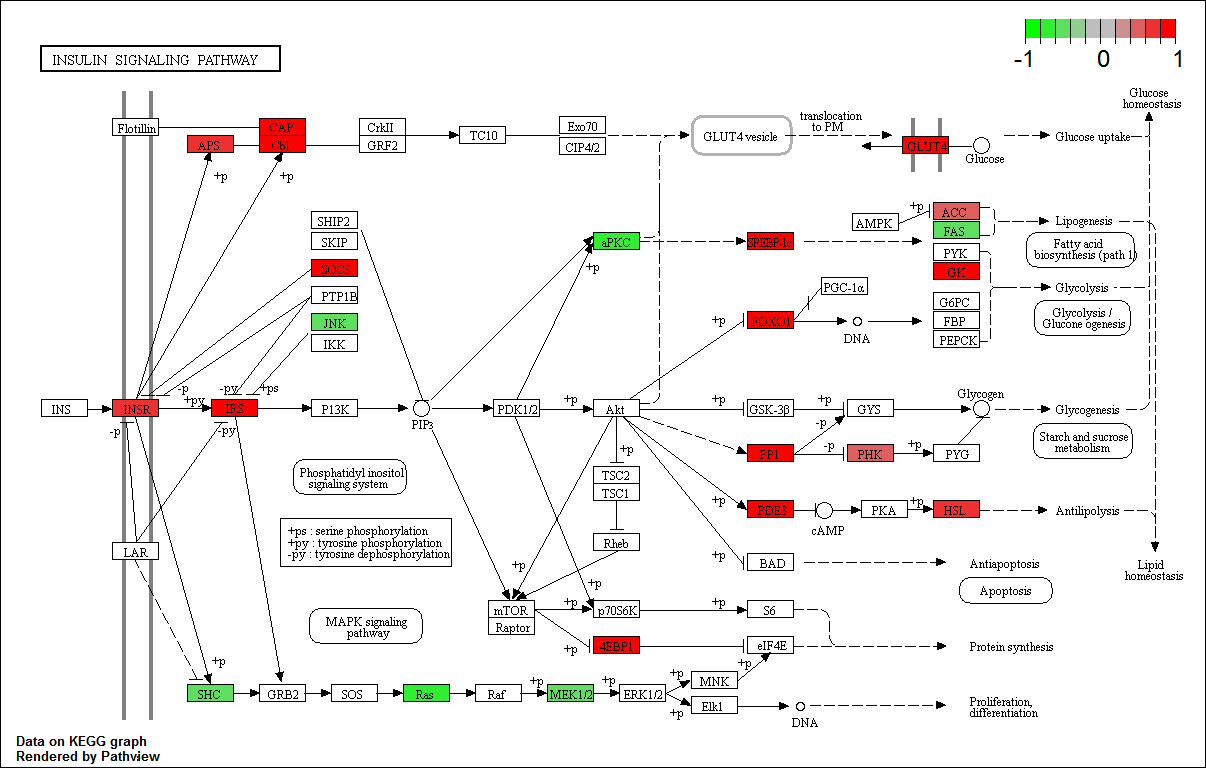 -1 0 1
INSULIN SIGNALING PATHWAY
Glucose
homeostasis
Flotillin
CAP
CrkII
Exo70
translocation
to PM
APS
Cbl
GRF2
TC10
CIP4/2
GLUT4 vesicle
GLUT4
Glucose
Glucose uptake
+p
+p
SHIP2
SKIP
SOCS
PTP1B
JNK
IKK
aPKC
+p
SREBP-1c
AMPK
+p
ACC
FAS
Lipogenesis
Fatty acid
biosynthesis (path 1)
PYK
GK
Glycolysis
PGC-1α
G6PC
FBP
PEPCK
Glycolysis /
Glucone ogenesis
+p
FOXO1
DNA
-p
+py
-py
+ps
INS
INSR
IRS
P13K
PIP3
PDK1/2
+p
Akt
+p
GSK-3β
+p
GYS
Glycogen
Glycogenesis
-p
-py
-p
-p
PP1
PHK
+p
PYG
Starch and sucrose
metabolism
+p
TSC2
TSC1
Phosphatidyl inositol
signaling system
+p
PDE3
cAMP
PKA
+p
HSL
Antilipolysis
+ps : serine phosphorylation
+py : tyrosine phosphorylation
-py : tyrosine dephosphorylation
LAR
Rheb
+p
+p
+p
BAD
Antiapoptosis
Apoptosis
Lipid
homeostasis
mTOR
Raptor
+p
p70S6K
+p
S6
MAPK signaling
pathway
+p
4EBP1
eIF4E
Protein synthesis
+p
SHC
GRB2
SOS
Ras
Raf
+p
MEK1/2
+p
ERK1/2
+p
MNK
+p
+p
Elk1
DNA
Proliferation,
differentiation
Data on KEGG graph
Rendered by Pathview